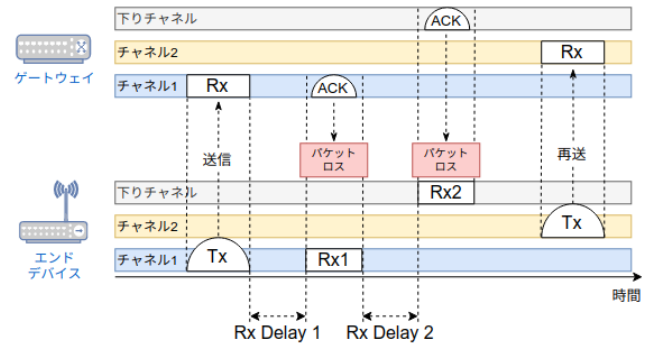 下りチャネル
ACK
チャネル2
Rx
ゲートウェイ
チャネル1
Rx
ACK
送信
パケット
ロス
パケット
ロス
再送
下りチャネル
Rx2
チャネル2
Tx
エンド
デバイス
チャネル1
Tx
Rx1
時間
Rx Delay 1
Rx Delay 2